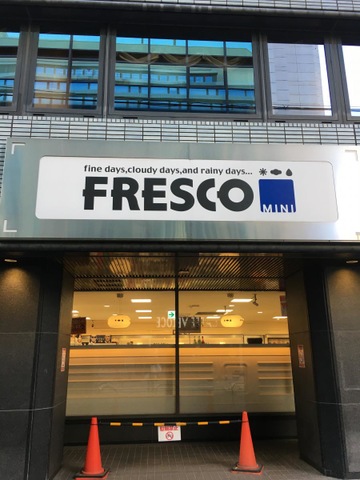 fine days,cloudy days,and rainy days...
FRESCO
MINI